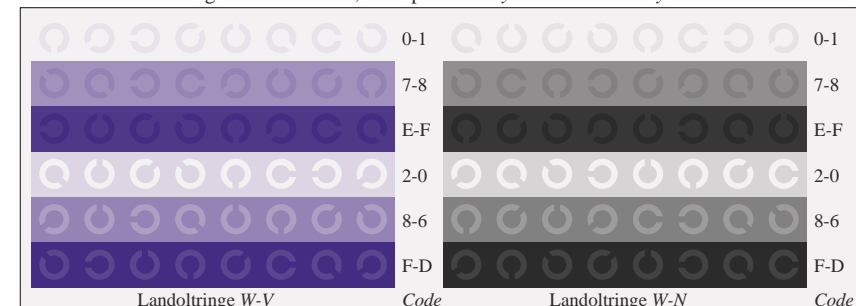 0-1 0-1
7-8 7-8
E-F E-F
2-0 2-0
8-6 8-6
F-D F-D
Landoltringe W-V Code Landoltringe W-N Code